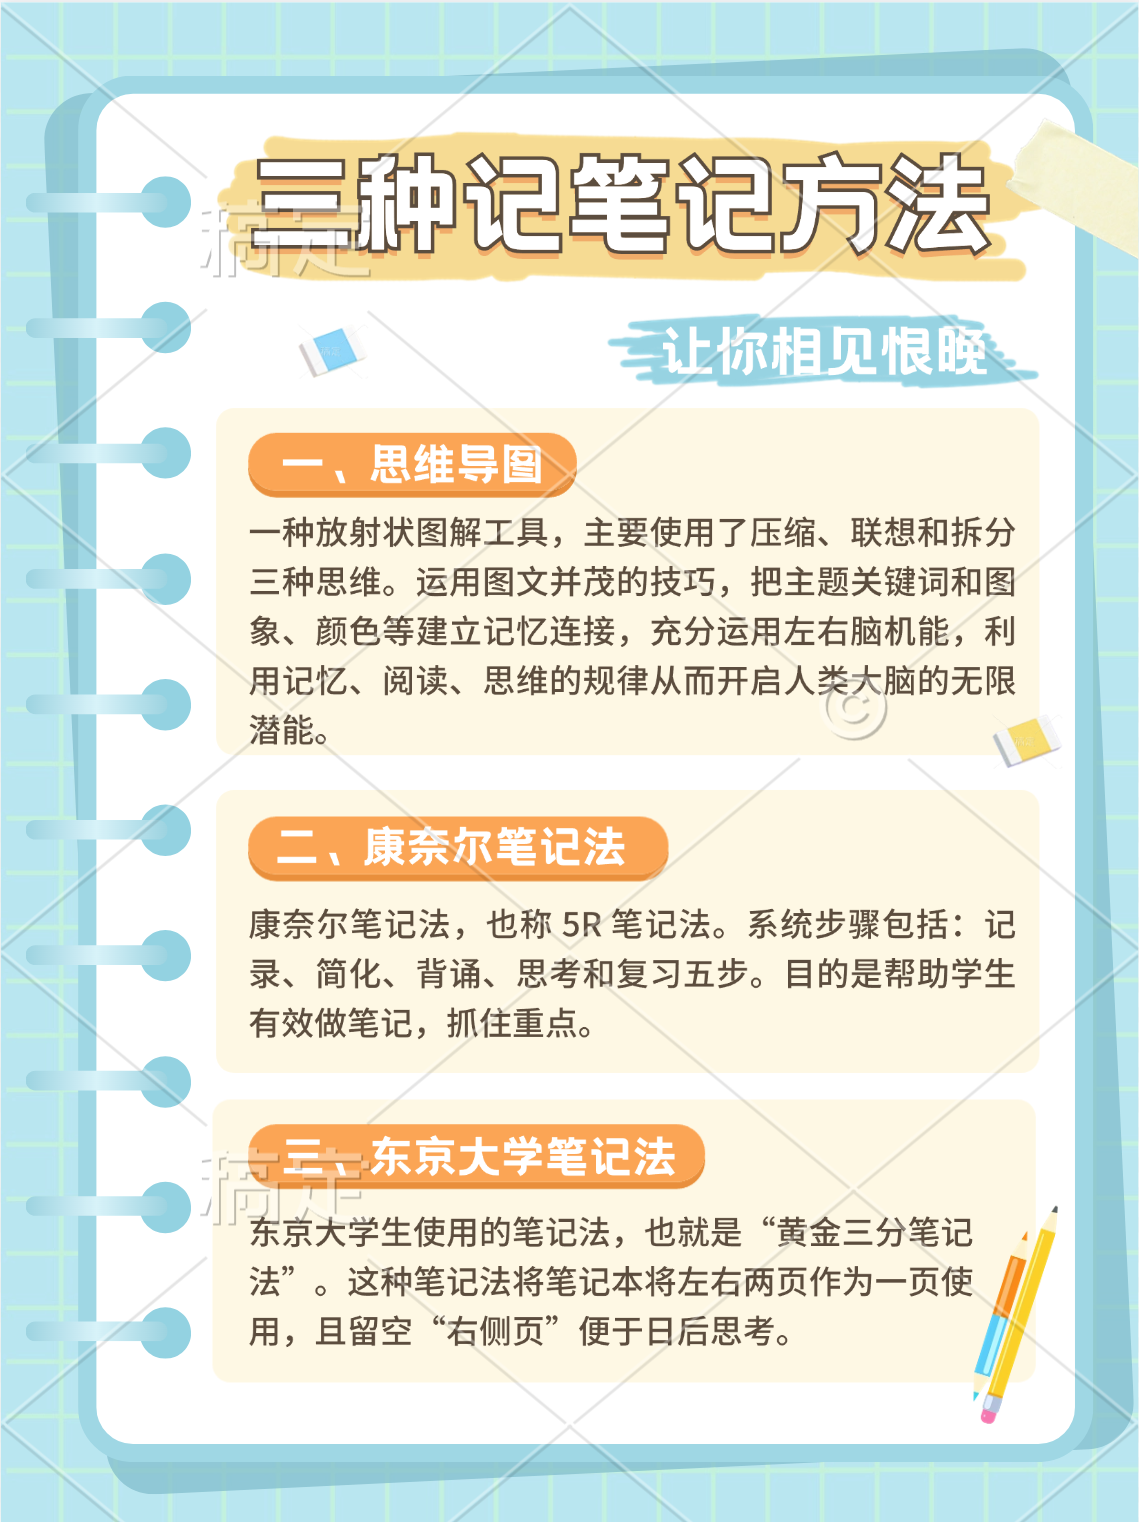 三种记笔记方法
让你相见恨晚
一、思维导图
一种放射状图解工具，主要使用了压缩、联想和拆分
三种思维。运用图文并茂的技巧，把主题关键词和图
象、颜色等建立记忆连接，充分运用左右脑机能，利
用记忆、阅读、思维的规律从而开启人类大脑的无限
潜能。
二、康奈尔笔记法
康奈尔笔记法，也称 5R 笔记法。系统步骤包括：记
录、简化、背诵、思考和复习五步。目的是帮助学生
有效做笔记，抓住重点。
三、东京大学笔记法
东京大学生使用的笔记法，也就是“黄金三分笔记
法”。这种笔记法将笔记本将左右两页作为一页使
用，且留空“右侧页”便于日后思考。
稿定
©
稿定